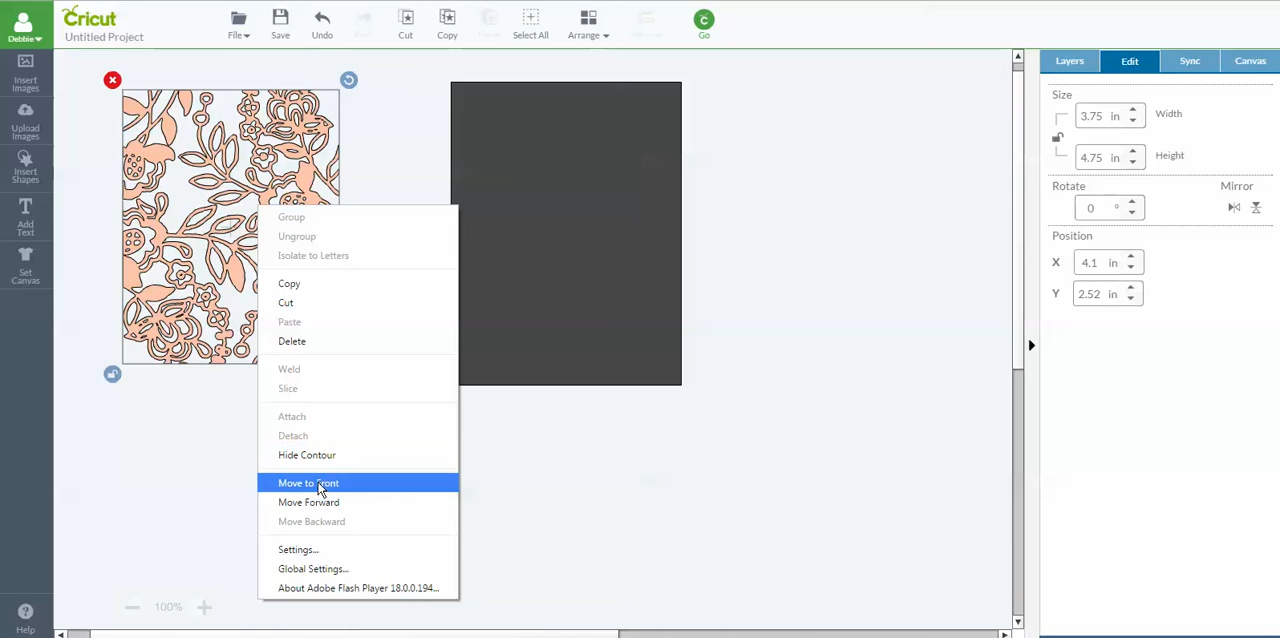 Debbie
Cricut
Untitled Project
File
Save
Undo
Cut
Copy
Select All
Arrange
C
Go
Insert
Images
Upload
Images
Insert
Shapes
Add
Text
Set
Canvas
Help
Group
Ungroup
Isolate to Letters
Copy
Cut
Paste
Delete
Weld
Slice
Attach
Detach
Hide Contour
Move to Front
Move Forward
Move Backward
Settings...
Global Settings...
About Adobe Flash Player 18.0.0.194...
100%
Layers Edit Sync Canvas
Size
3.75 in Width
4.75 in Height
Rotate Mirror
0 °
Position
X 4.1 in
Y 2.52 in